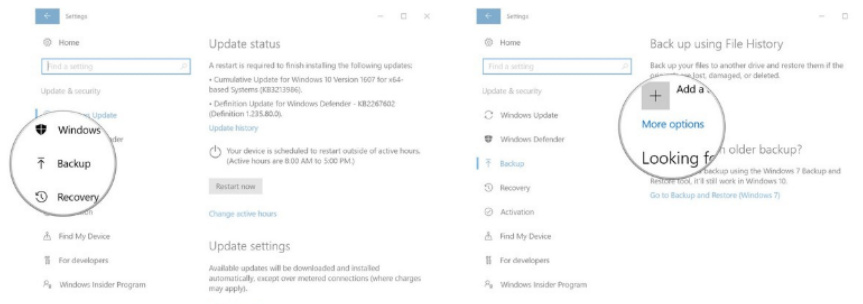 Settings
Home
Find a setting
Update & security
Update
Windows
der
Backup
Recovery
Find My Device
For developers
Windows Insider Program
Update status
A restart is required to finish installing the following updates:
• Cumulative Update for Windows 10 Version 1607 for x64-
based Systems (KB3213986).
• Definition Update for Windows Defender - KB2267602
(Definition 1.235.80.0).
Update history
Your device is scheduled to restart outside of active hours.
(Active hours are 8:00 AM to 5:00 PM.)
Restart now
Change active hours
Update settings
Available updates will be downloaded and installed
automatically, except over metered connections (where charges
may apply).
Settings
Home
Find a setting
Update & security
Windows Update
Windows Defender
Backup
Recovery
Activation
Find My Device
For developers
Windows Insider Program
Back up using File History
Back up your files to another drive and restore them if the
lost, damaged, or deleted.
Add a
More options
Looking fo
n older backup?
backup using the Windows 7 Backup and
Restore tool, it'll still work in Windows 10.
Go to Backup and Restore (Windows 7)